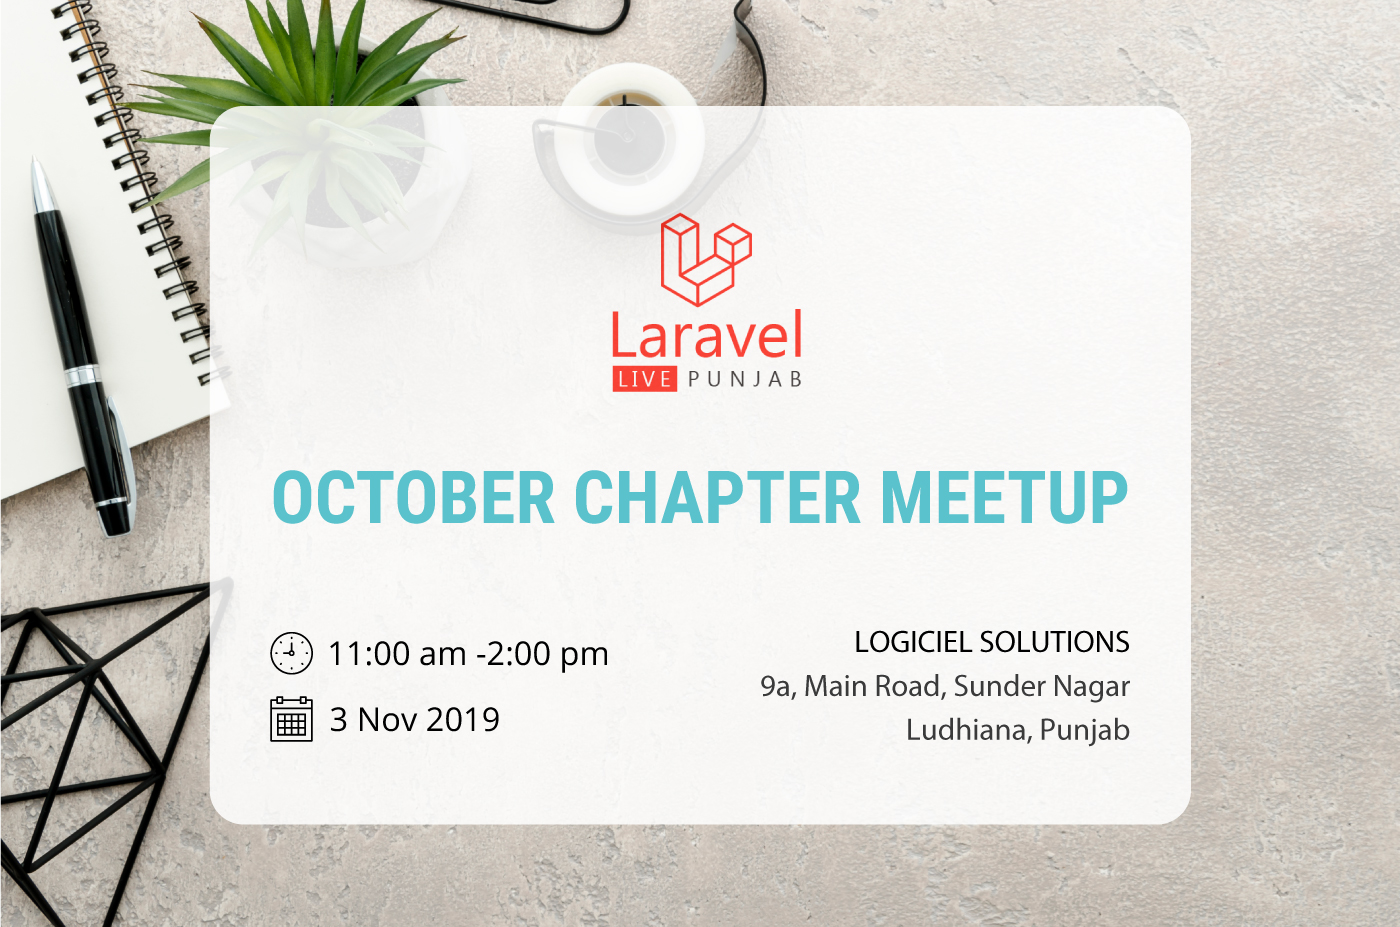 Laravel
LIVE PUNJAB
OCTOBER CHAPTER MEETUP
11:00 am -2:00 pm
3 Nov 2019
LOGICIEL SOLUTIONS
9a, Main Road, Sunder Nagar
Ludhiana, Punjab